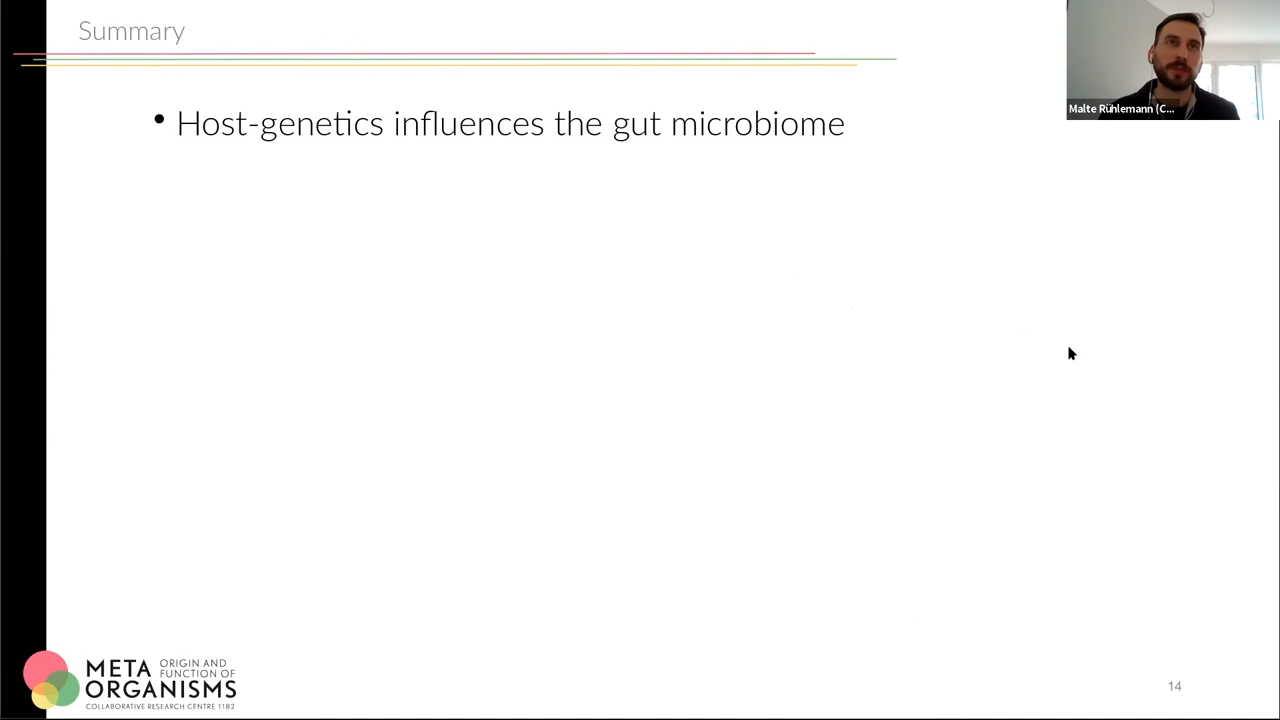 Summary
Malte Rühlemann (C...
• Host-genetics influences the gut microbiome
META ORIGIN AND
FUNCTION OF
ORGANISMS
COLLABORATIVE RESEARCH CENTRE 1182
14